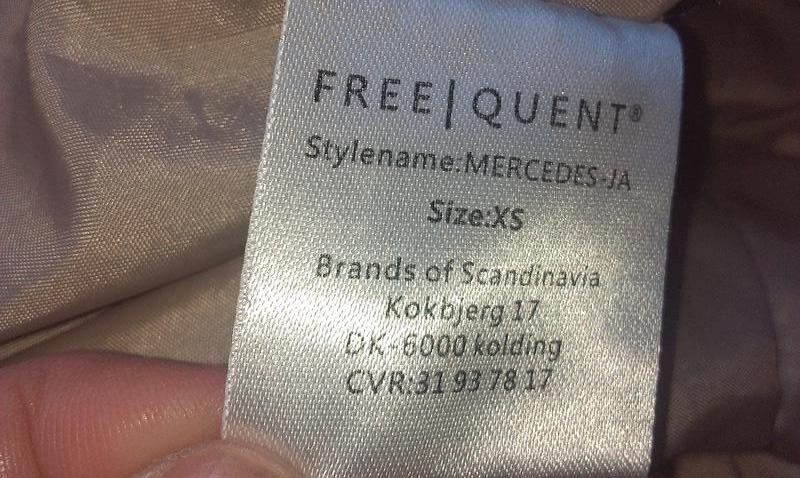 FREE|QUENT®
Stylename:MERCEDES-JA
Size:XS
Brands of Scandinavia
Kokbjerg 17
DK-6000 kolding
CVR:31 93 78 17